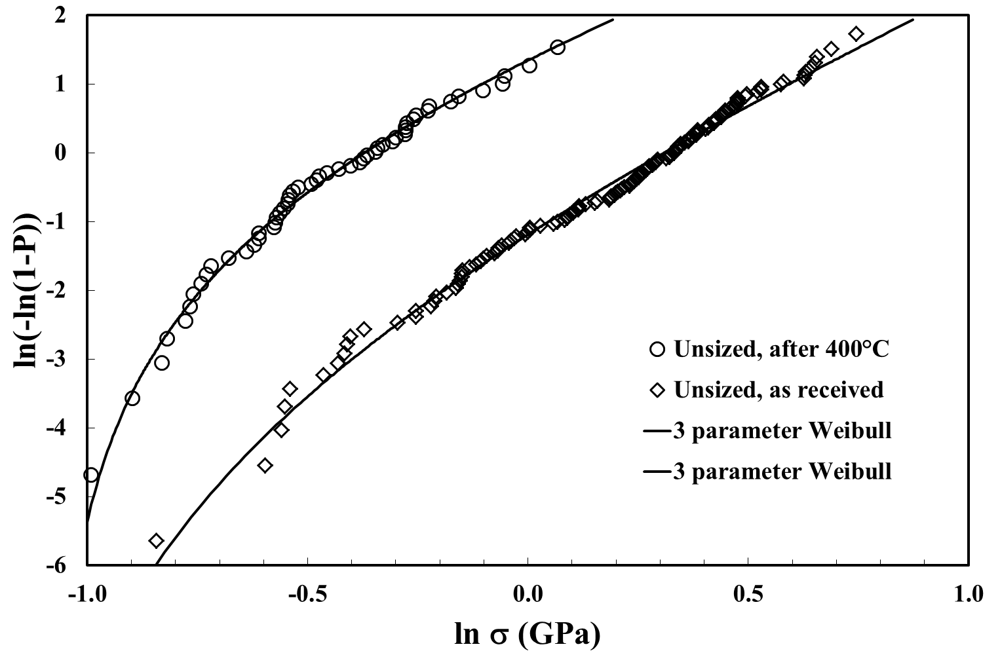 2
1
0
-1
-2
-3
-4
-5
-6
ln(-ln(1-P))
Unsized, after 400°C
Unsized, as received
3 parameter Weibull
3 parameter Weibull
-1.0 -0.5 0.0 0.5 1.0
ln σ (GPa)